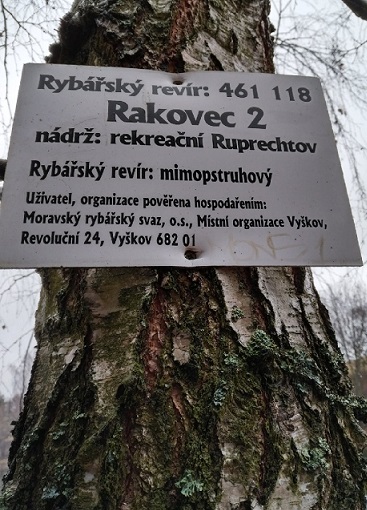 Rybářský revír: 461 118
Rakovec 2
nádrž: rekreační Ruprechtov
Rybářský revír: mimopstruhový
Uživatel, organizace pověřena hospodařením:
Moravský rybářský svaz, o.s., Místní organizace Vyškov,
Revoluční 24, Vyškov 682 01